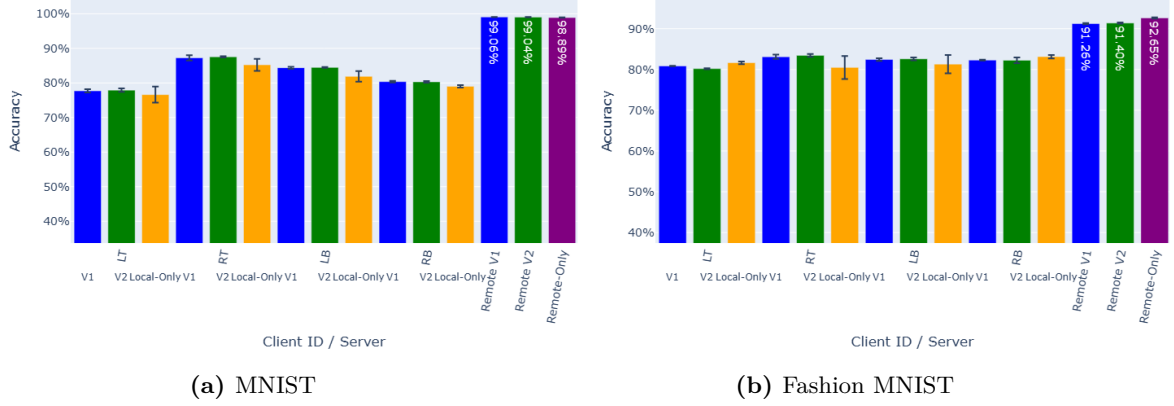 100%
90%
80%
70%
60%
50%
40%
Accuracy
99.06%
99.04%
98.89%
LT
RT
LB
RB
V1
V2 Local-Only V1
V2 Local-Only V1
V2 Local-Only V1
V2 Local-Only
Remote V1
Remote V2
Remote-Only
Client ID / Server
(a) MNIST
90%
80%
70%
60%
50%
40%
Accuracy
91.26%
91.40%
92.65%
LT
RT
LB
RB
V1
V2 Local-Only V1
V2 Local-Only V1
V2 Local-Only V1
V2 Local-Only
Remote V1
Remote V2
Remote-Only
Client ID / Server
(b) Fashion MNIST